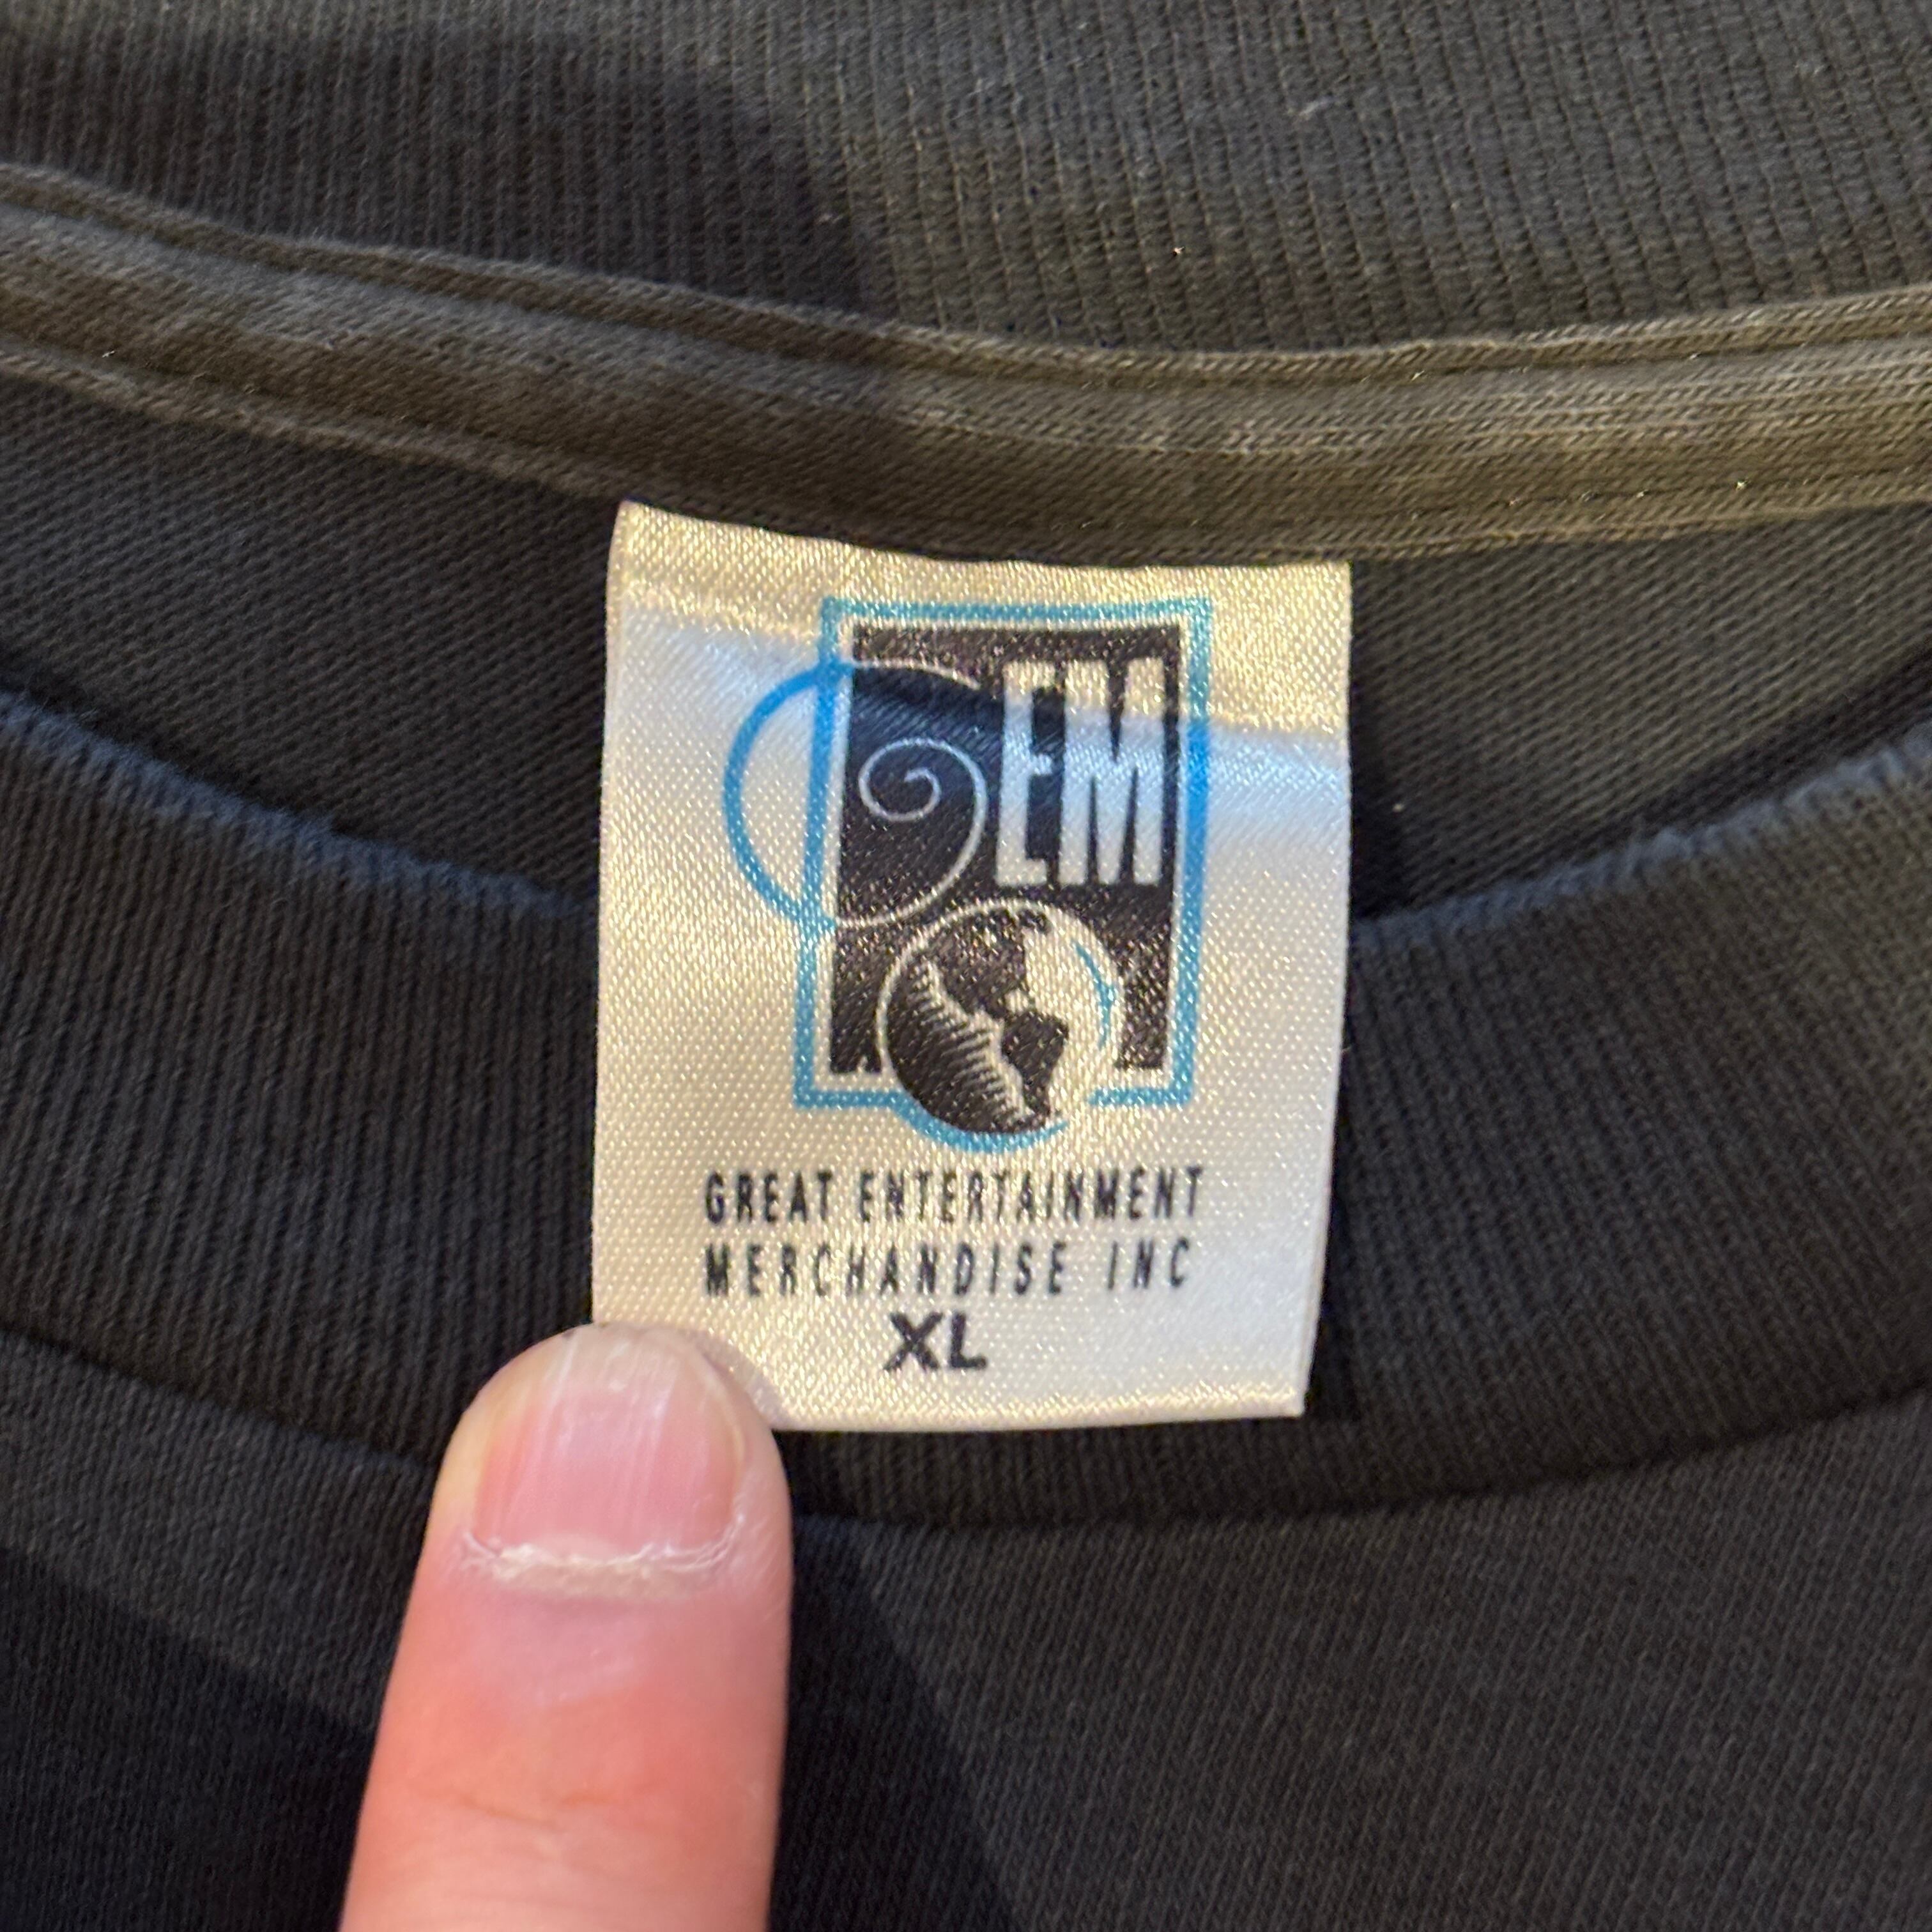 GEM
GREAT ENTERTAINMENT
MERCHANDISE INC
XL